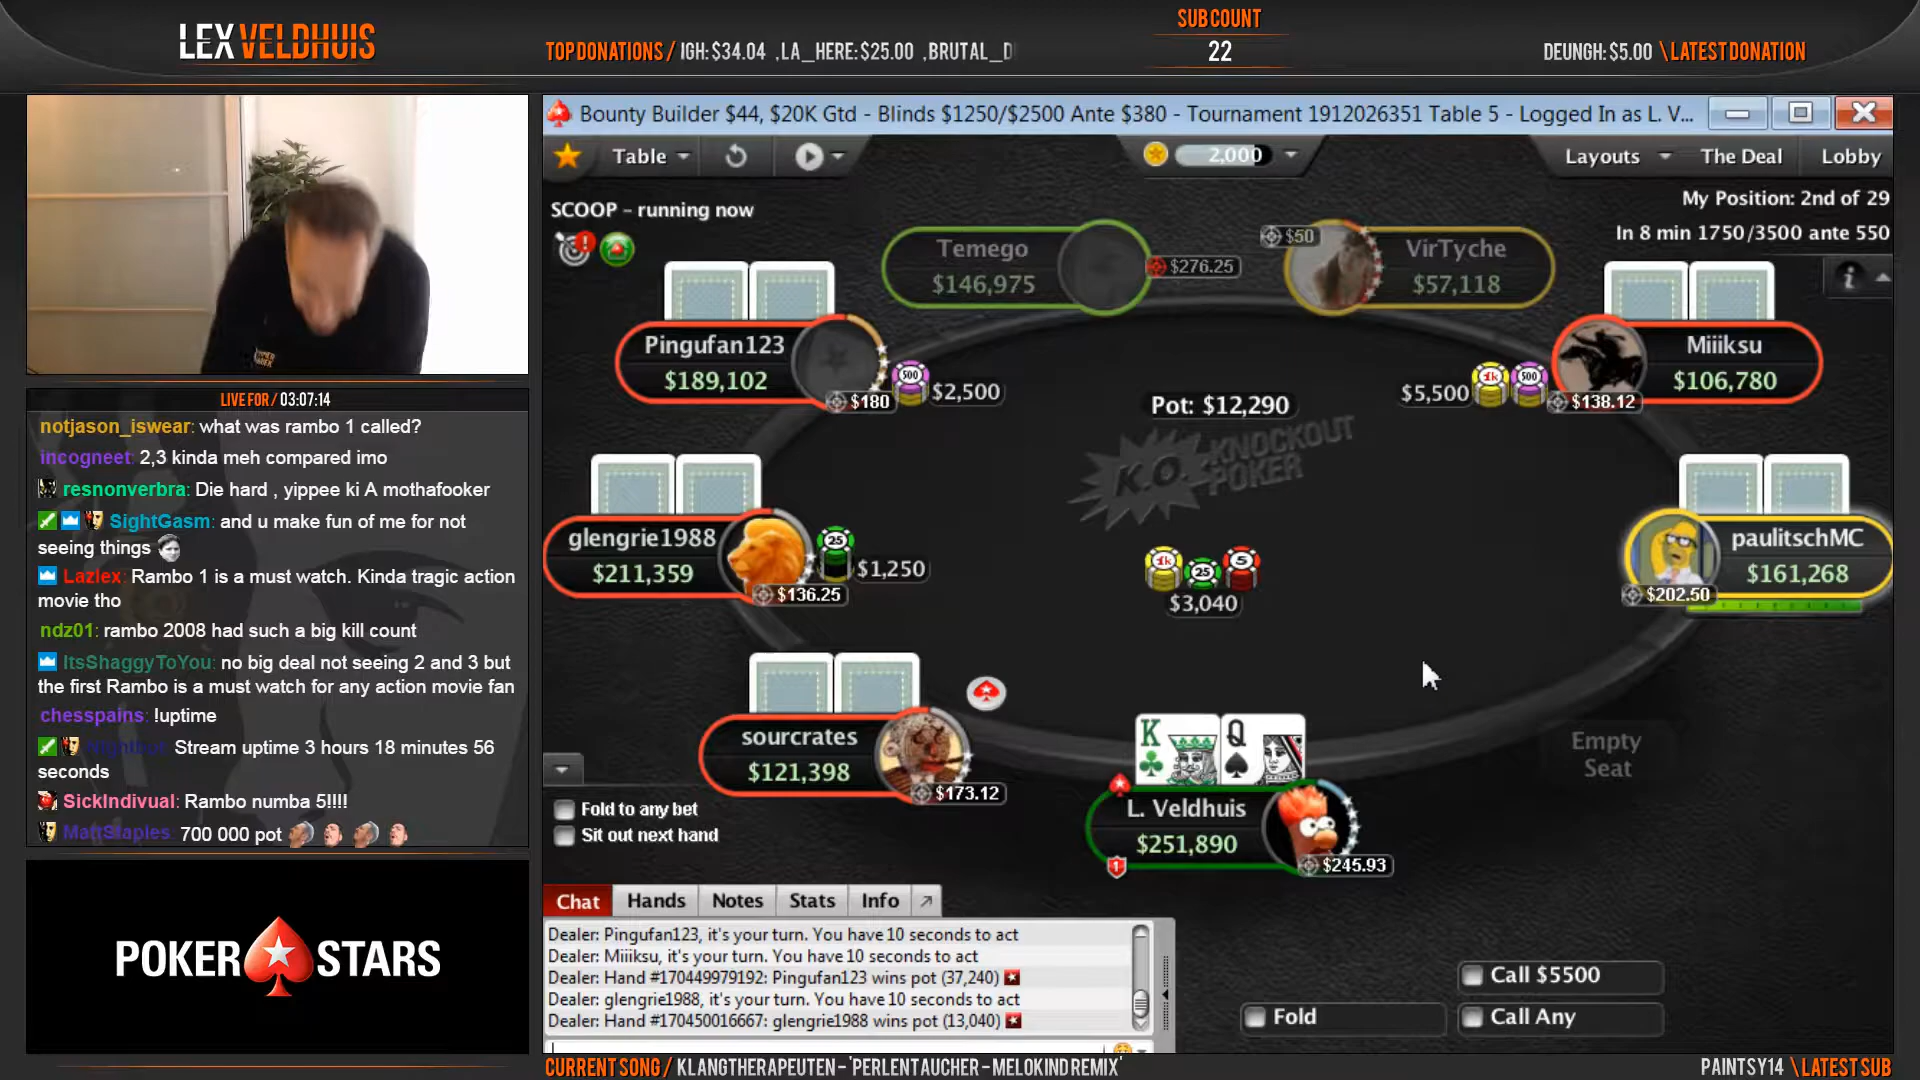 LEX VELDHUIS
TOP DONATIONS / IGH: $34.04 ,LA_HERE: $25.00 ,BRUTAL_D
SUB COUNT
22
DEUNGH: $5.00 \ LATEST DONATION
Bounty Builder $44, $20K Gtd - Blinds $1250/$2500 Ante $380 - Tournament 1912026351 Table 5 - Logged In as L. V...
Table
2,000
Layouts
The Deal
Lobby
SCOOP - running now
My Position: 2nd of 29
In 8 min 1750/3500 ante 550
Temego
$146,975
$276.25
$50
VirTyche
$57,118
Pingufan123
$189,102
$180
500
$2,500
Pot: $12,290
$5,500
1k
500
Miiiksu
$106,780
$138.12
K.O. KNOCKOUT POKER
glengrie1988
$211,359
$136.25
25
$1,250
1k
25
5
$3,040
paulitschMC
$161,268
$202.50
sourcrates
$121,398
$173.12
K
Q
L. Veldhuis
$251,890
$245.93
1
Empty
Seat
Fold to any bet
Sit out next hand
Chat
Hands
Notes
Stats
Info
Dealer: Pingufan123, it's your turn. You have 10 seconds to act
Dealer: Miiiksu, it's your turn. You have 10 seconds to act
Dealer: Hand #170449979192: Pingufan123 wins pot (37,240)
Dealer: glengrie1988, it's your turn. You have 10 seconds to act
Dealer: Hand #170450016667: glengrie1988 wins pot (13,040)
Call $5500
Fold
Call Any
LIVE FOR / 03:07:14
notjason_iswear: what was rambo 1 called?
incogneet: 2,3 kinda meh compared imo
resnonverbra: Die hard , yippee ki A mothafooker
SightGasm: and u make fun of me for not
seeing things
Lazlex: Rambo 1 is a must watch. Kinda tragic action
movie tho
ndz01: rambo 2008 had such a big kill count
ItsShaggyToYou: no big deal not seeing 2 and 3 but
the first Rambo is a must watch for any action movie fan
chesspains: !uptime
Nightbot: Stream uptime 3 hours 18 minutes 56
seconds
SickIndivual: Rambo numba 5!!!!
MattStaples: 700 000 pot
POKER STARS
CURRENT SONG / KLANGTHERAPEUTEN - 'PERLENTAUCHER - MELOKIND REMIX'
PAINTSY14 \ LATEST SUB